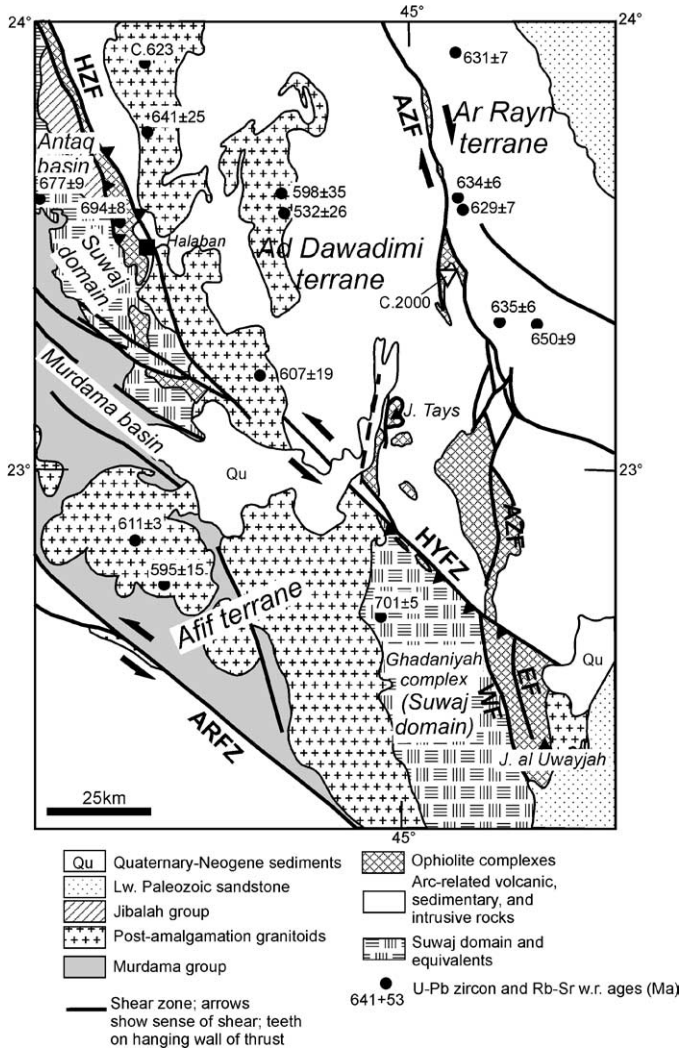 45
24°
24°
C.623
HZF
631±7
641±25
AZF
Ar Rayn
terrane
Antaq
basin
677±9
598±35
634±6
694±8
532±26
629±7
Halaban
Ad Dawadimi
terrane
Suwaj
domain
C.2000
635±6
650±9
607±19
Murdama basin
J. Tays
23°
23°
Qu
AZF
HYFZ
611±3
595±15
Afif terrane
701±5
Qu
Ghadaniyah
complex
(Suwaj
domain)
WF
EF
ARFZ
J. al Uwayjah
25km
45°
Qu Quaternary-Neogene sediments
Lw. Paleozoic sandstone
Jibalah group
Post-amalgamation granitoids
Murdama group
Shear zone; arrows
show sense of shear; teeth
on hanging wall of thrust
Ophiolite complexes
Arc-related volcanic,
sedimentary, and
intrusive rocks
Suwaj domain and
equivalents
U-Pb zircon and Rb-Sr w.r. ages (Ma)
641+53